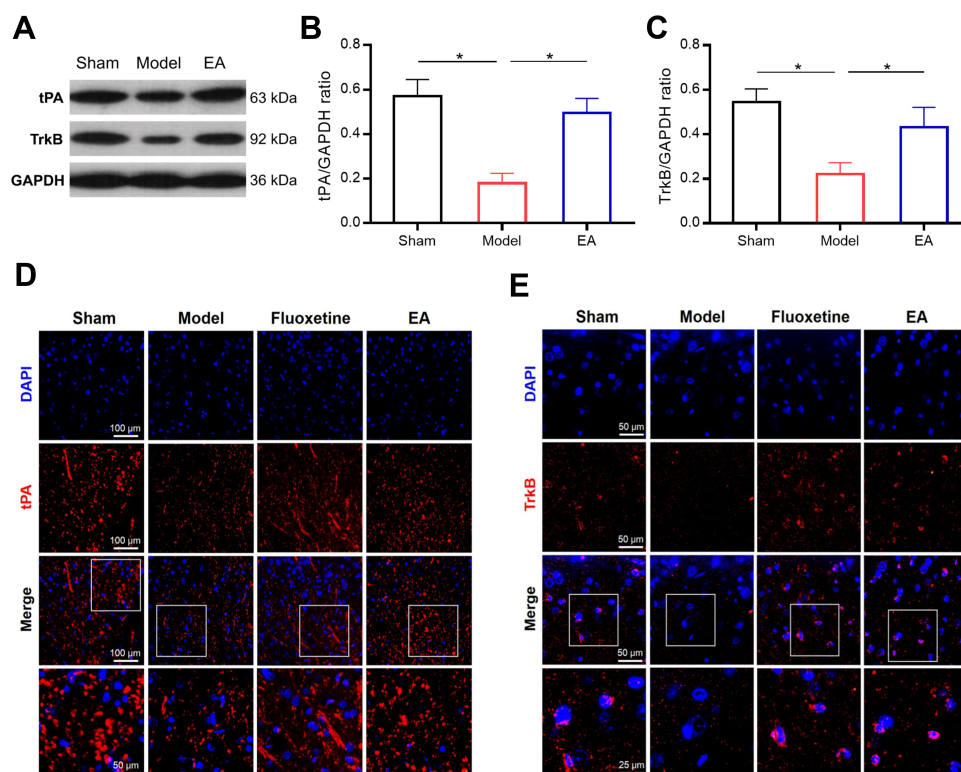 A
Sham Model EA
tPA 63 kDa
TrkB 92 kDa
GAPDH 36 kDa
B
tPA/GAPDH ratio
0.8
0.6
0.4
0.2
0.0
* *
Sham Model EA
C
TrkB/GAPDH ratio
0.8
0.6
0.4
0.2
0.0
* *
Sham Model EA
D
Sham Model Fluoxetine EA
DAPI
100 µm
tPA
100 µm
Merge
100 µm
50 µm
E
Sham Model Fluoxetine EA
DAPI
50 µm
TrkB
50 µm
Merge
50 µm
25 µm